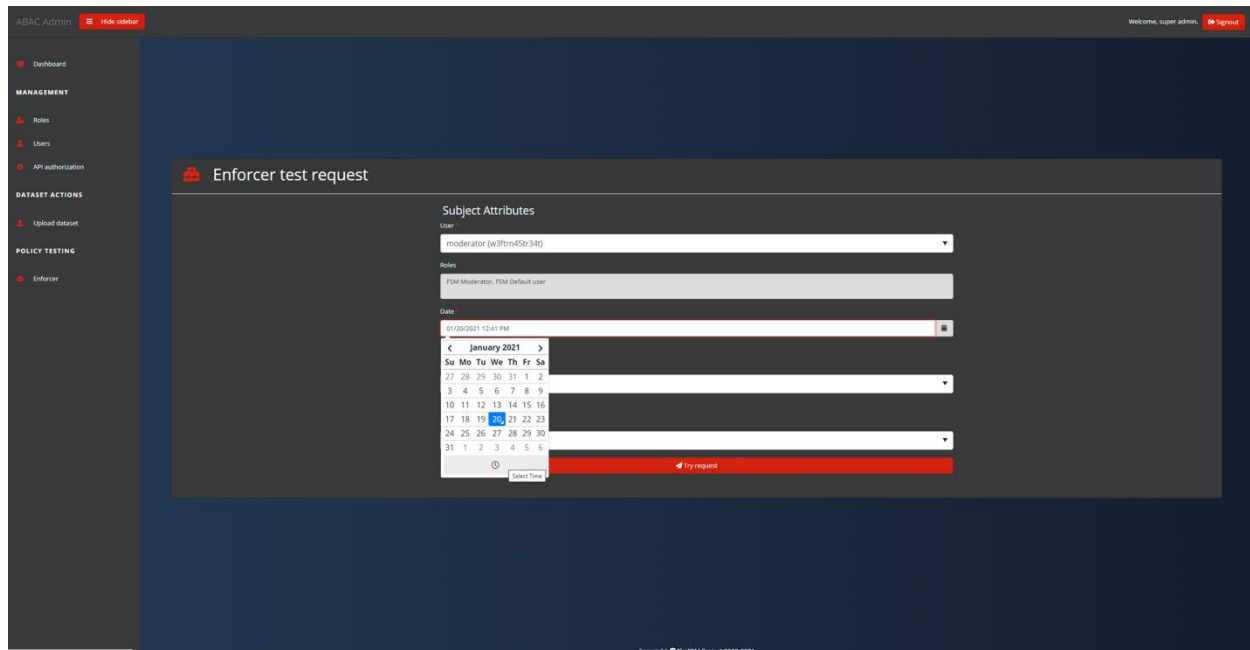 ABAC Admin Hide sidebar Welcome, super admin. Signout
Dashboard
MANAGEMENT
Roles
Users
API authorization
DATASET ACTIONS
Upload dataset
POLICY TESTING
Enforcer
Enforcer test request
Subject Attributes
User *
moderator (w3ftrn45tr34t)
Roles
FSM Moderator, FSM Default user
Date *
01/20/2021 12:41 PM
January 2021
Su Mo Tu We Th Fr Sa
27 28 29 30 31 1 2
3 4 5 6 7 8 9
10 11 12 13 14 15 16
17 18 19 20 21 22 23
24 25 26 27 28 29 30
31 1 2 3 4 5 6
Select Time
Try request